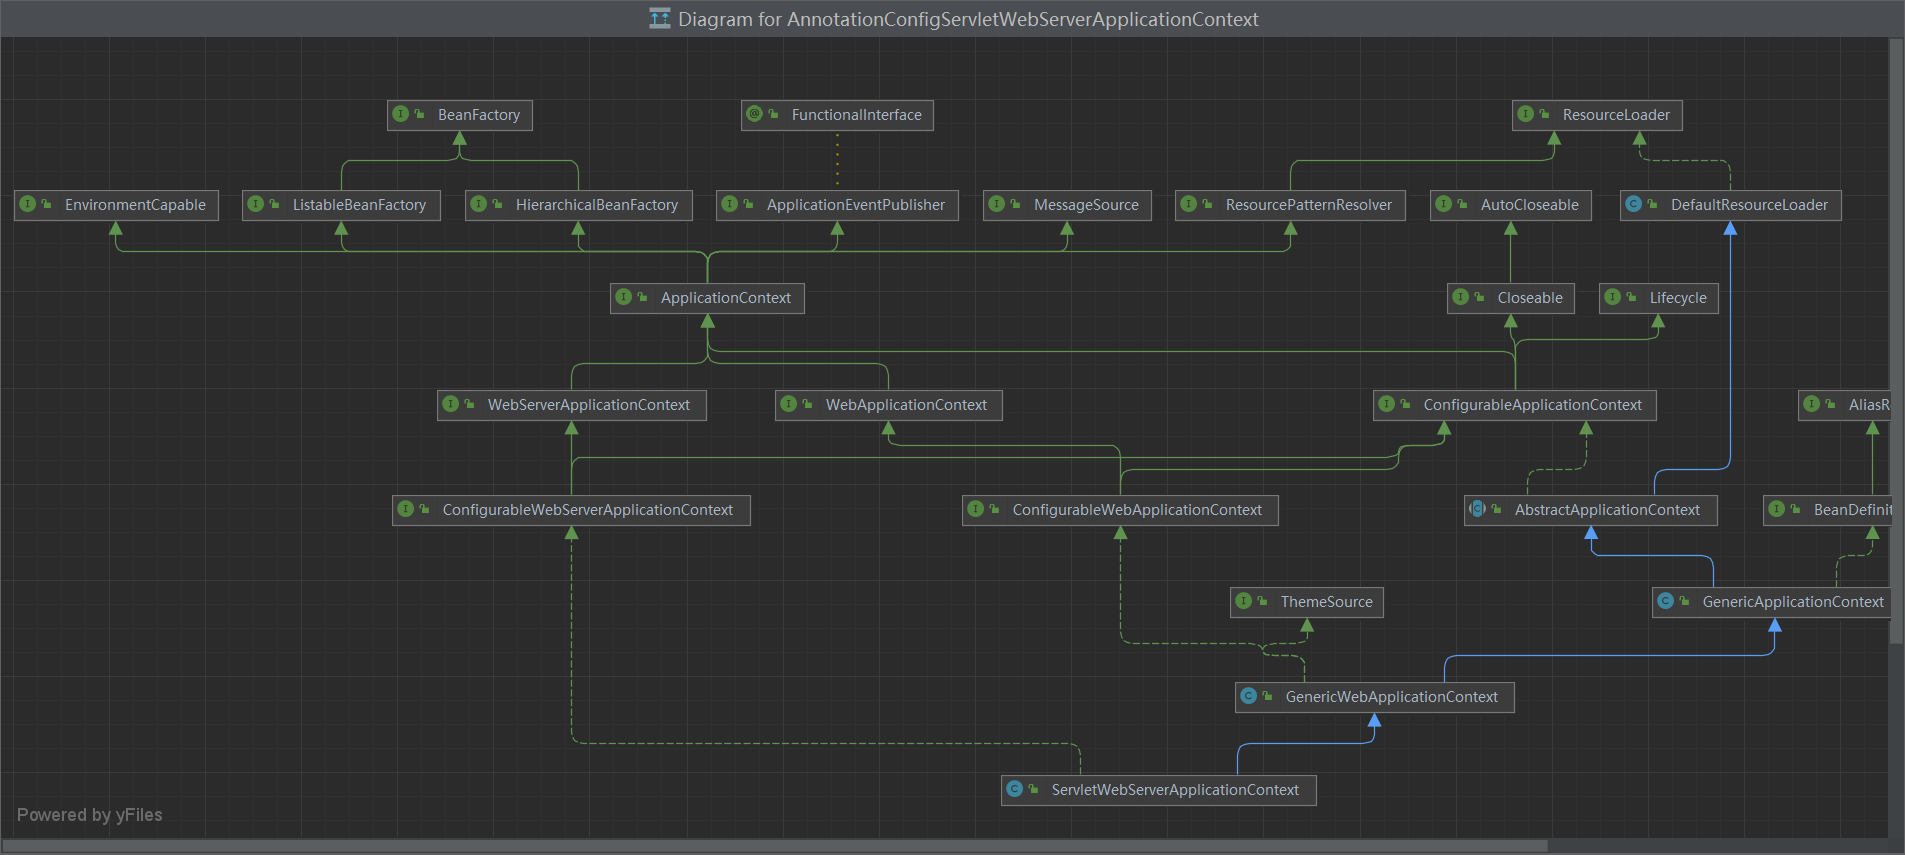 Diagram for AnnotationConfigServletWebServerApplicationContext
BeanFactory
FunctionalInterface
ResourceLoader
EnvironmentCapable
ListableBeanFactory
HierarchicalBeanFactory
ApplicationEventPublisher
MessageSource
ResourcePatternResolver
AutoCloseable
DefaultResourceLoader
ApplicationContext
Closeable
Lifecycle
WebServerApplicationContext
WebApplicationContext
ConfigurableApplicationContext
AliasR
ConfigurableWebServerApplicationContext
ConfigurableWebApplicationContext
AbstractApplicationContext
BeanDefinit
ThemeSource
GenericApplicationContext
GenericWebApplicationContext
ServletWebServerApplicationContext
Powered by yFiles